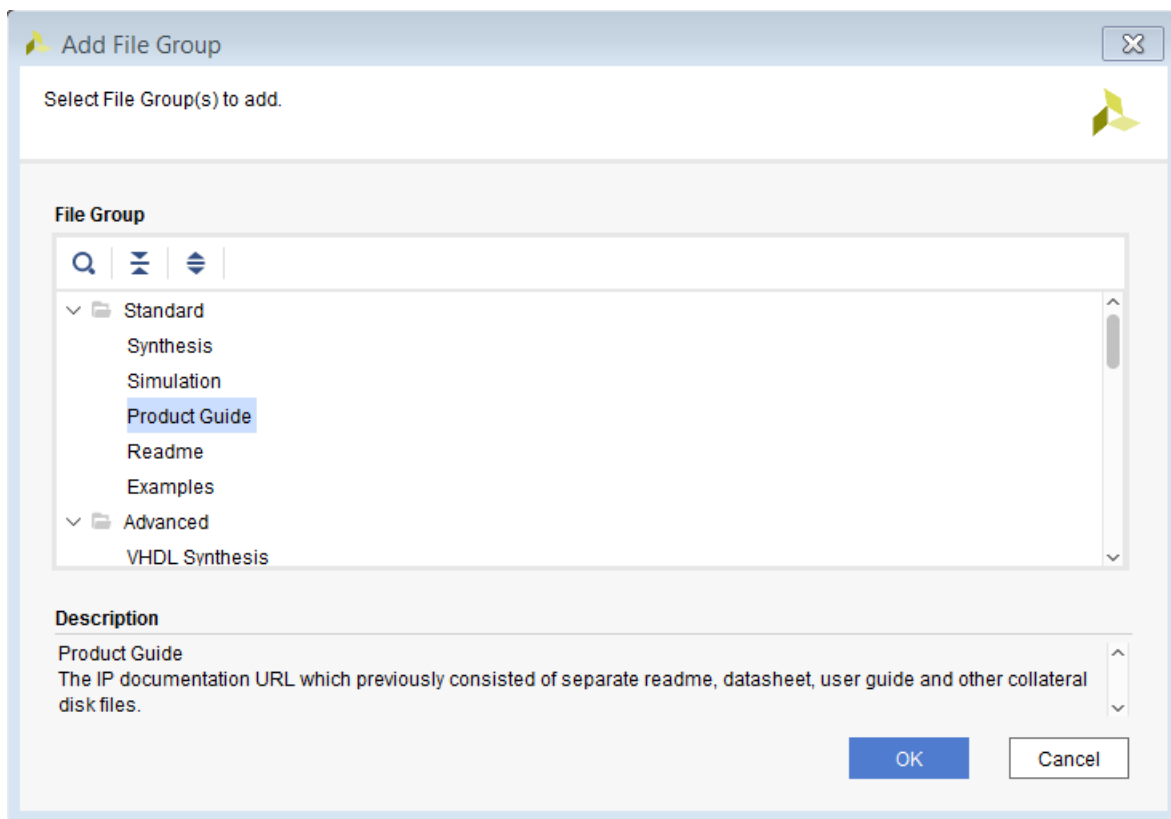 Add File Group
Select File Group(s) to add.
File Group
Standard
Synthesis
Simulation
Product Guide
Readme
Examples
Advanced
VHDL Synthesis
Description
Product Guide
The IP documentation URL which previously consisted of separate readme, datasheet, user guide and other collateral
disk files.
OK Cancel